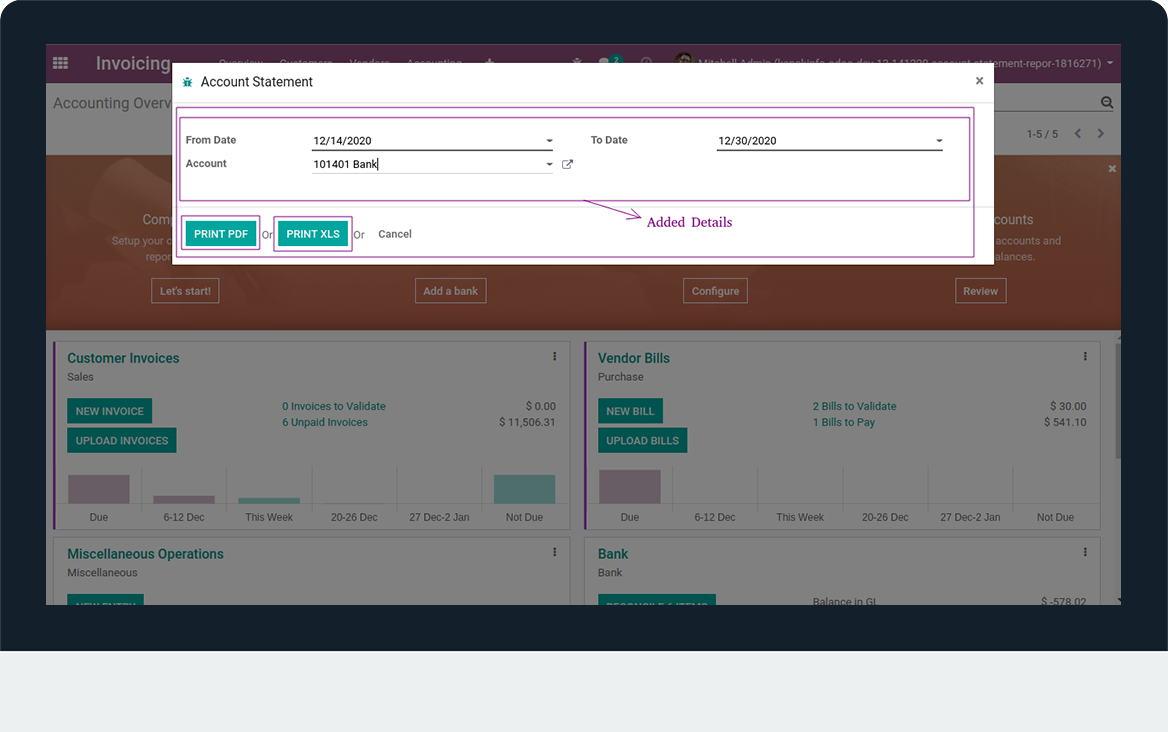 Invoicing Overview Customers Vendors Accounting 2 Mitchell Admin
statement-repor-1816271)
Account Statement ×
Accounting Overv
From Date 12/14/2020 To Date 12/30/2020
1-5 / 5
Account 101401 Bank
Added Details
PRINT PDF Or PRINT XLS Or Cancel
Com counts
Setup your accounts and
repor alances.
Let's start! Add a bank Configure Review
Customer Invoices
Sales
NEW INVOICE 0 Invoices to Validate $ 0.00
UPLOAD INVOICES 6 Unpaid Invoices $ 11,506.31
Due 6-12 Dec This Week 20-26 Dec 27 Dec-2 Jan Not Due
Vendor Bills
Purchase
NEW BILL 2 Bills to Validate $ 30.00
UPLOAD BILLS 1 Bills to Pay $ 541.10
Due 6-12 Dec This Week 20-26 Dec 27 Dec-2 Jan Not Due
Miscellaneous Operations
Miscellaneous
NEW ENTRY
Bank
Bank
RECONCILE 6 ITEMS Balance in GL $ -578.02